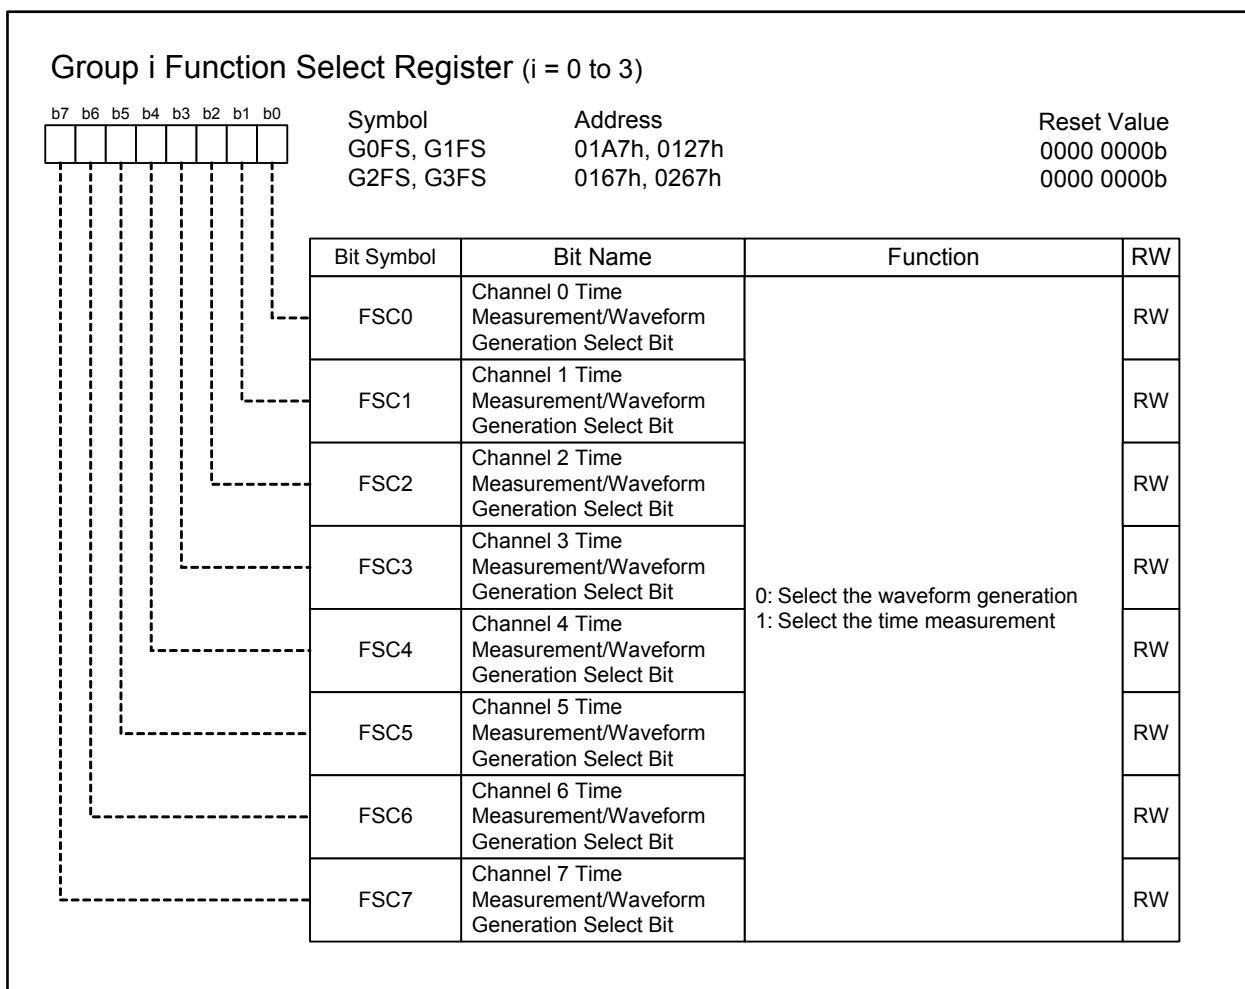 Group i Function Select Register (i = 0 to 3)
b7 b6 b5 b4 b3 b2 b1 b0
Symbol Address Reset Value
G0FS, G1FS 01A7h, 0127h 0000 0000b
G2FS, G3FS 0167h, 0267h 0000 0000b
Bit Symbol Bit Name Function RW
FSC0
Channel 0 Time
Measurement/Waveform
Generation Select Bit
RW
FSC1
Channel 1 Time
Measurement/Waveform
Generation Select Bit
RW
FSC2
Channel 2 Time
Measurement/Waveform
Generation Select Bit
RW
FSC3
Channel 3 Time
Measurement/Waveform
Generation Select Bit
RW
0: Select the waveform generation
1: Select the time measurement
FSC4
Channel 4 Time
Measurement/Waveform
Generation Select Bit
RW
FSC5
Channel 5 Time
Measurement/Waveform
Generation Select Bit
RW
FSC6
Channel 6 Time
Measurement/Waveform
Generation Select Bit
RW
FSC7
Channel 7 Time
Measurement/Waveform
Generation Select Bit
RW